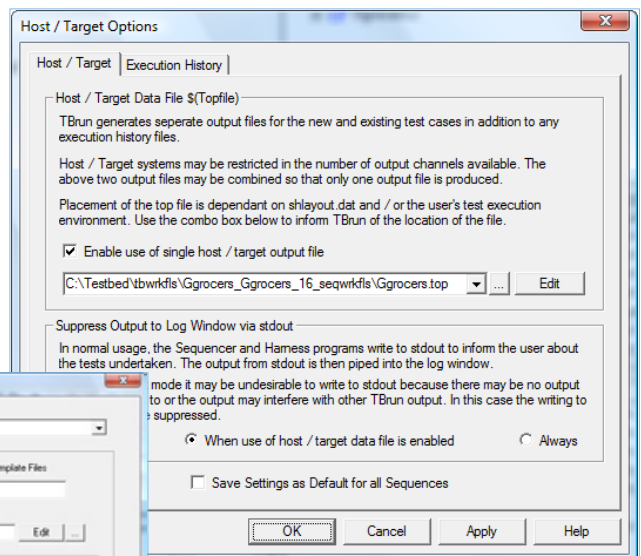 Host / Target Options
Host / Target
Execution History
Host / Target Data File $(Topfile)
TBrun generates seperate output files for the new and existing test cases in addition to any
execution history files.
Host / Target systems may be restricted in the number of output channels available. The
above two output files may be combined so that only one output file is produced.
Placement of the top file is dependant on shlayout.dat and / or the user's test execution
environment. Use the combo box below to inform TBrun of the location of the file.
Enable use of single host / target output file
C:\Testbed\tbwrkfls\Ggrocers_Ggrocers_16_seqwrkfls\Ggrocers.top
...
Edit
Suppress Output to Log Window via stdout
In normal usage, the Sequencer and Harness programs write to stdout to inform the user about
the tests undertaken. The output from stdout is then piped into the log window.
mode it may be undesirable to write to stdout because there may be no output
to or the output may interfere with other TBrun output. In this case the writing to
suppressed.
When use of host / target data file is enabled
Always
Files
Edit
...
Save Settings as Default for all Sequences
OK
Cancel
Apply
Help